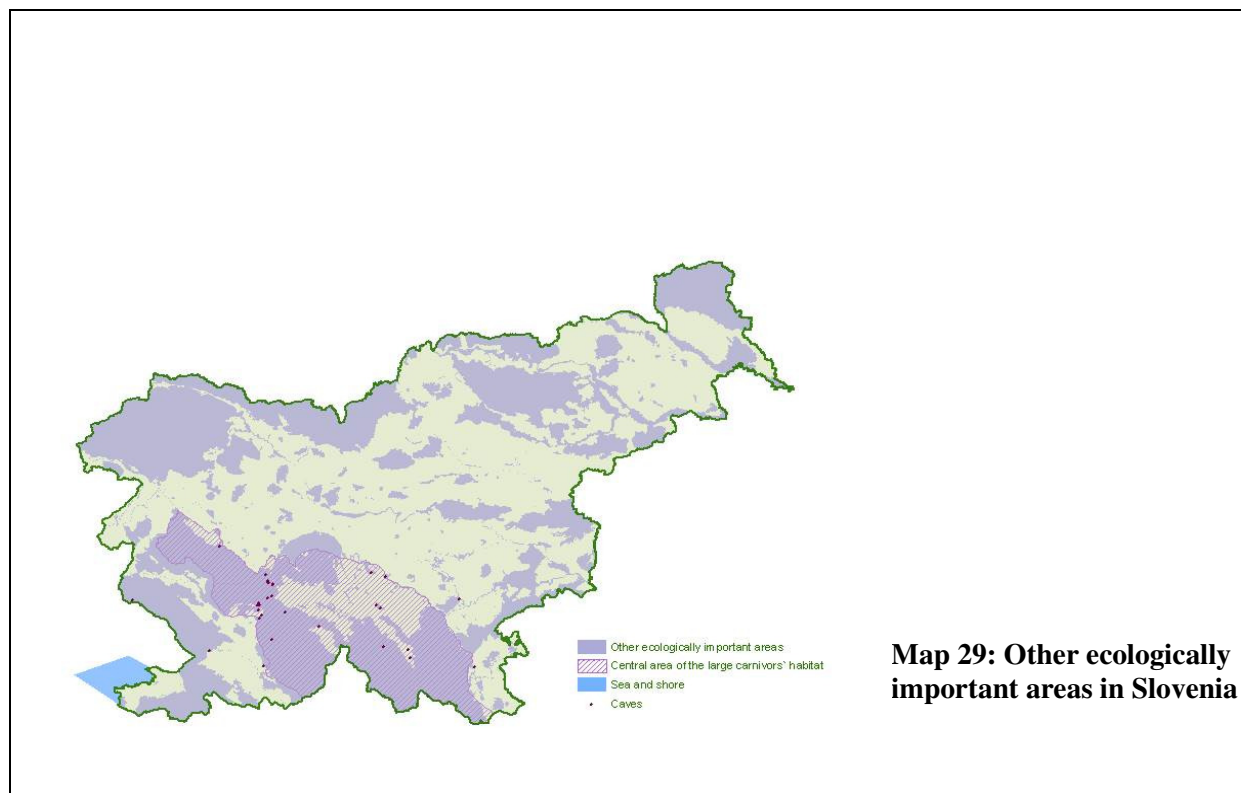 Other ecologically important areas
Central area of the large carnivors` habitat
Sea and shore
Caves
Map 29: Other ecologically
important areas in Slovenia